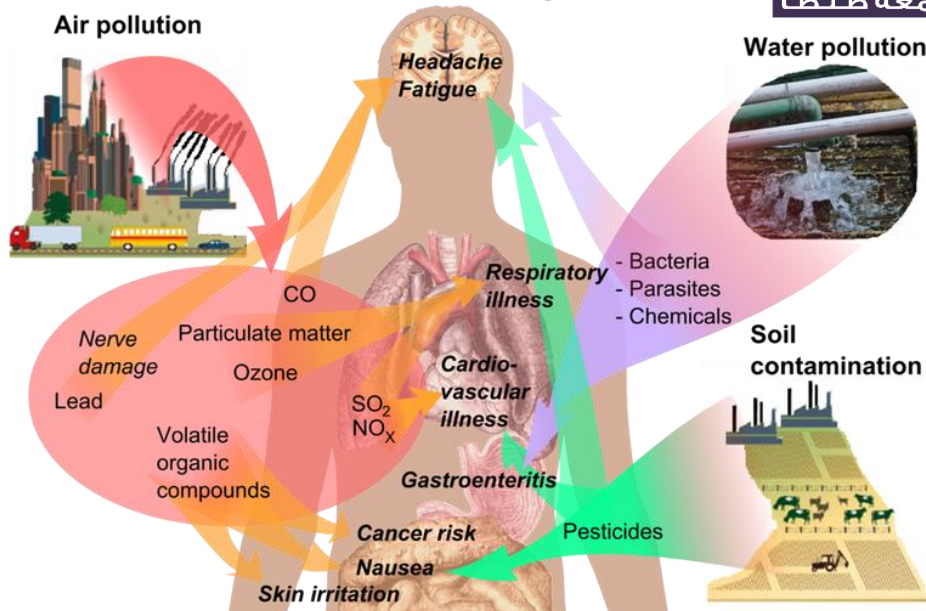 Air pollution
Water pollution
Headache
Fatigue
CO
Particulate matter
Nerve
damage
Ozone
Lead
SO₂
NOₓ
Volatile
organic
compounds
Respiratory
illness
Cardio-
vascular
illness
Gastroenteritis
Cancer risk
Nausea
Skin irritation
- Bacteria
- Parasites
- Chemicals
Soil
contamination
Pesticides